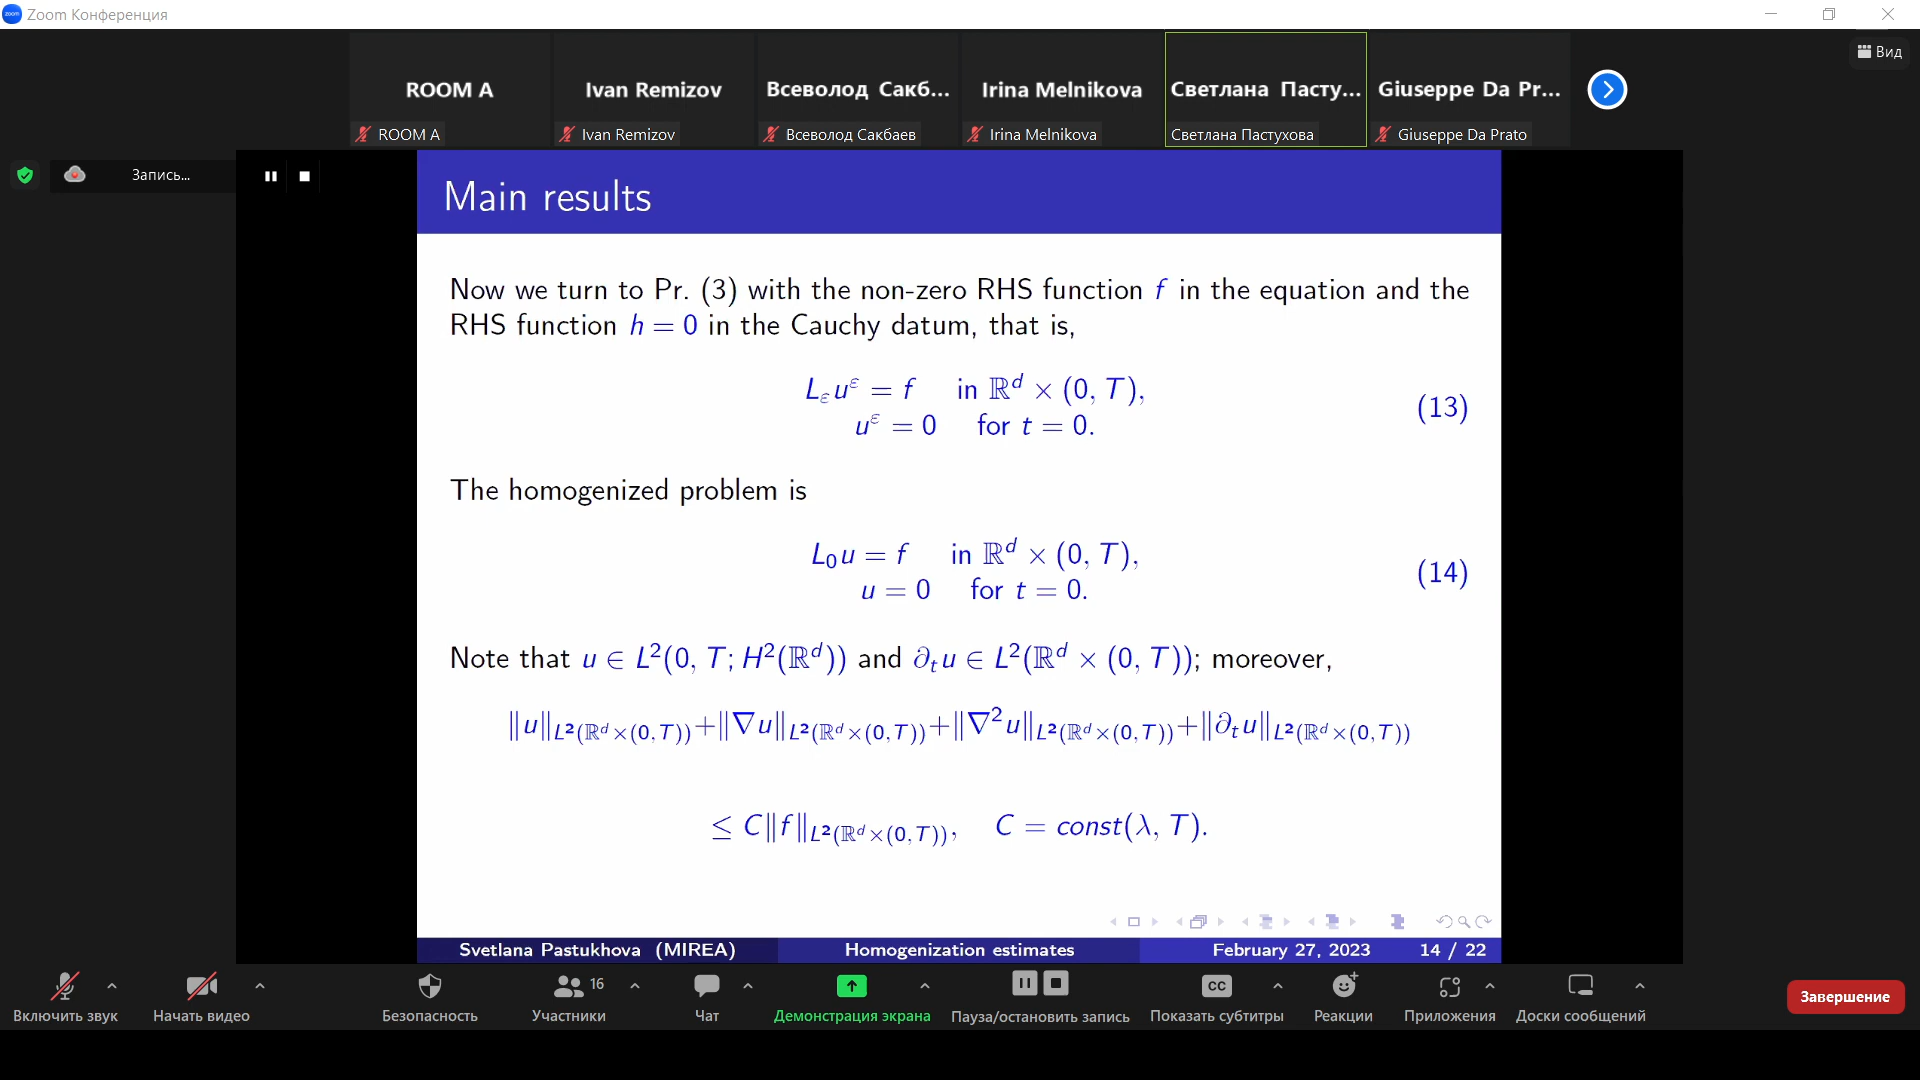 zoom Zoom Конференция
Вид
ROOM A
Ivan Remizov
Всеволод Сакб...
Irina Melnikova
Светлана Пасту...
Giuseppe Da Pr...
ROOM A
Ivan Remizov
Всеволод Сакбаев
Irina Melnikova
Светлана Пастухова
Giuseppe Da Prato
Запись...
Main results
Now we turn to Pr. (3) with the non-zero RHS function f in the equation and the
RHS function h = 0 in the Cauchy datum, that is,
L_ε u^ε = f in ℝ^d × (0, T),
u^ε = 0 for t = 0.
(13)
The homogenized problem is
L_0 u = f in ℝ^d × (0, T),
u = 0 for t = 0.
(14)
Note that u ∈ L²(0, T; H²(ℝ^d)) and ∂_t u ∈ L²(ℝ^d × (0, T)); moreover,
‖u‖_{L²(ℝ^d×(0,T))}+‖∇u‖_{L²(ℝ^d×(0,T))}+‖∇²u‖_{L²(ℝ^d×(0,T))}+‖∂_t u‖_{L²(ℝ^d×(0,T))}
≤ C‖f‖_{L²(ℝ^d×(0,T))}, C = const(λ, T).
Svetlana Pastukhova (MIREA) Homogenization estimates February 27, 2023 14 / 22
16
CC
Включить звук
Начать видео
Безопасность
Участники
Чат
Демонстрация экрана
Пауза/остановить запись
Показать субтитры
Реакции
Приложения
Доски сообщений
Завершение